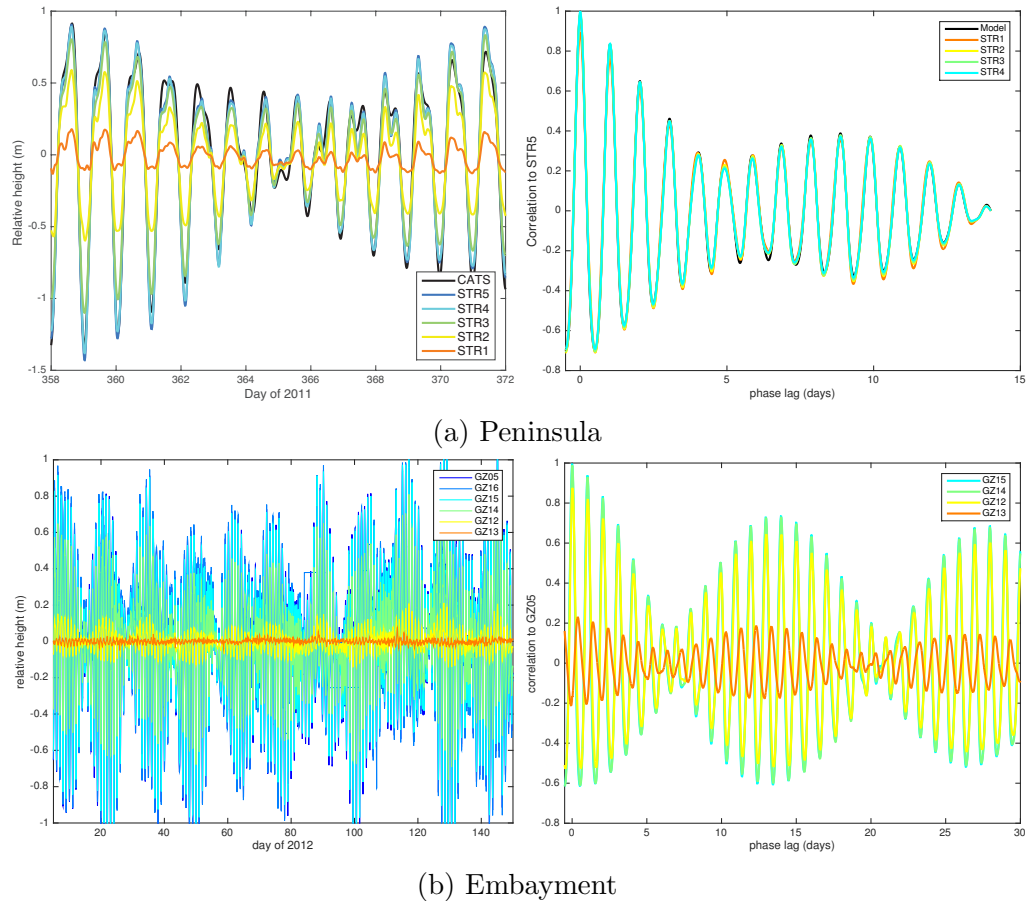 1
0.5
0
-0.5
-1
-1.5
358 360 362 364 366 368 370 372
Relative height (m)
Day of 2011
CATS
STR5
STR4
STR3
STR2
STR1
1
0.8
0.6
0.4
0.2
0
-0.2
-0.4
-0.6
-0.8
0 5 10 15
Correlation to STR5
phase lag (days)
Model
STR1
STR2
STR3
STR4
(a) Peninsula
1
0.8
0.6
0.4
0.2
0
-0.2
-0.4
-0.6
-0.8
-1
20 40 60 80 100 120 140
relative height (m)
day of 2012
GZ05
GZ16
GZ15
GZ14
GZ12
GZ13
1
0.8
0.6
0.4
0.2
0
-0.2
-0.4
-0.6
-0.8
0 5 10 15 20 25 30
correlation to GZ05
phase lag (days)
GZ15
GZ14
GZ12
GZ13
(b) Embayment